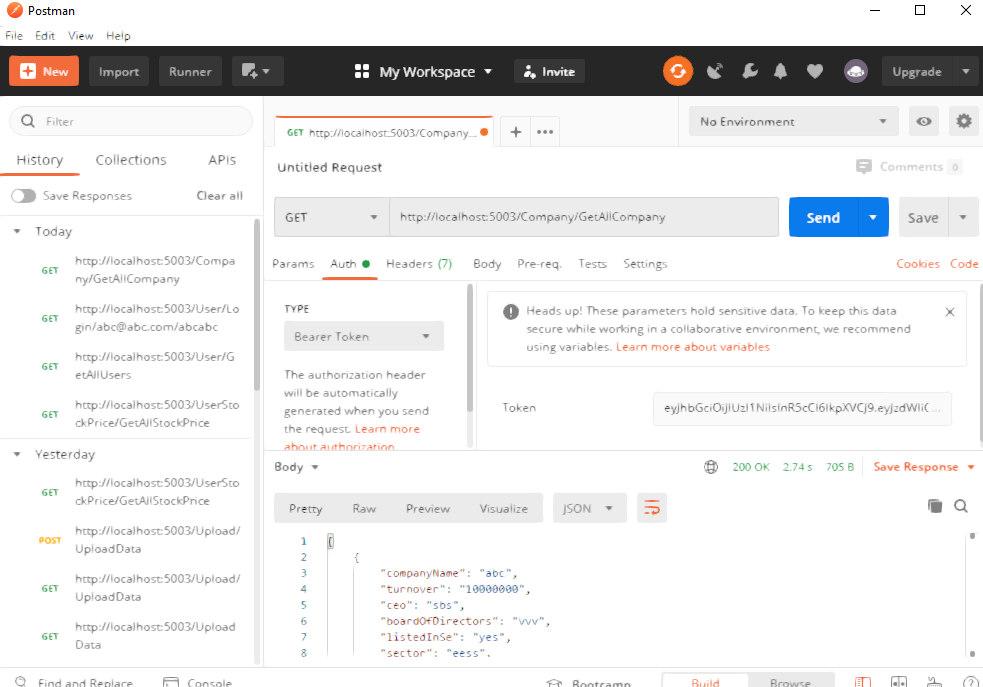 Postman
File Edit View Help
New Import Runner My Workspace Invite Upgrade
Filter
History Collections APIs
Save Responses Clear all
Today
GET http://localhost:5003/Compa
ny/GetAllCompany
GET http://localhost:5003/User/Lo
gin/abc@abc.com/abcabc
GET http://localhost:5003/User/G
etAllUsers
GET http://localhost:5003/UserSto
ckPrice/GetAllStockPrice
Yesterday
GET http://localhost:5003/UserSto
ckPrice/GetAllStockPrice
POST http://localhost:5003/Upload/
UploadData
GET http://localhost:5003/Upload/
UploadData
GET http://localhost:5003/Upload
Data
GET http://localhost:5003/Company... + •••
No Environment
Untitled Request
Comments 0
GET http://localhost:5003/Company/GetAllCompany Send Save
Params Auth Headers (7) Body Pre-req. Tests Settings Cookies Code
TYPE
Bearer Token
The authorization header
will be automatically
generated when you send
the request. Learn more
about authorization
Heads up! These parameters hold sensitive data. To keep this data
secure while working in a collaborative environment, we recommend
using variables. Learn more about variables
Token
Body 200 OK 2.74 s 705 B Save Response
Pretty Raw Preview Visualize JSON
1 [
2 {
3 "companyName": "abc",
4 "turnover": "10000000",
5 "ceo": "sbs",
6 "boardOfDirectors": "vvv",
7 "listedInSe": "yes",
8 "sector": "eess",
Find and Replace Console Bootcamp Build Browse